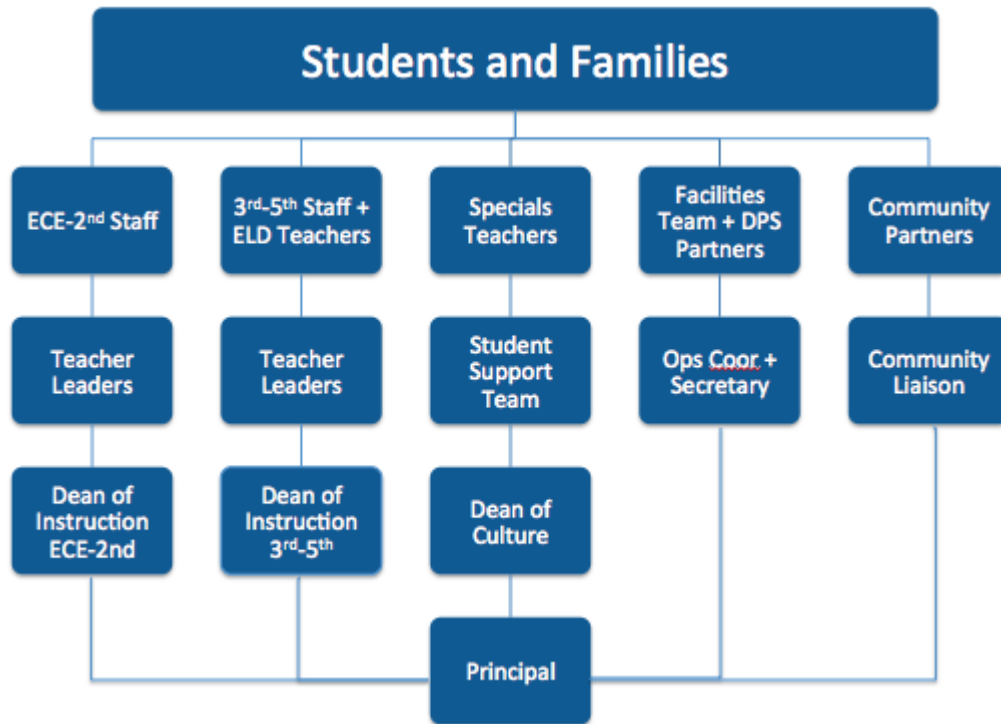 Students and Families
ECE-2nd Staff
3rd-5th Staff +
ELD Teachers
Specials
Teachers
Facilities
Team + DPS
Partners
Community
Partners
Teacher
Leaders
Teacher
Leaders
Student
Support
Team
Ops Coor +
Secretary
Community
Liaison
Dean of
Instruction
ECE-2nd
Dean of
Instruction
3rd-5th
Dean of
Culture
Principal